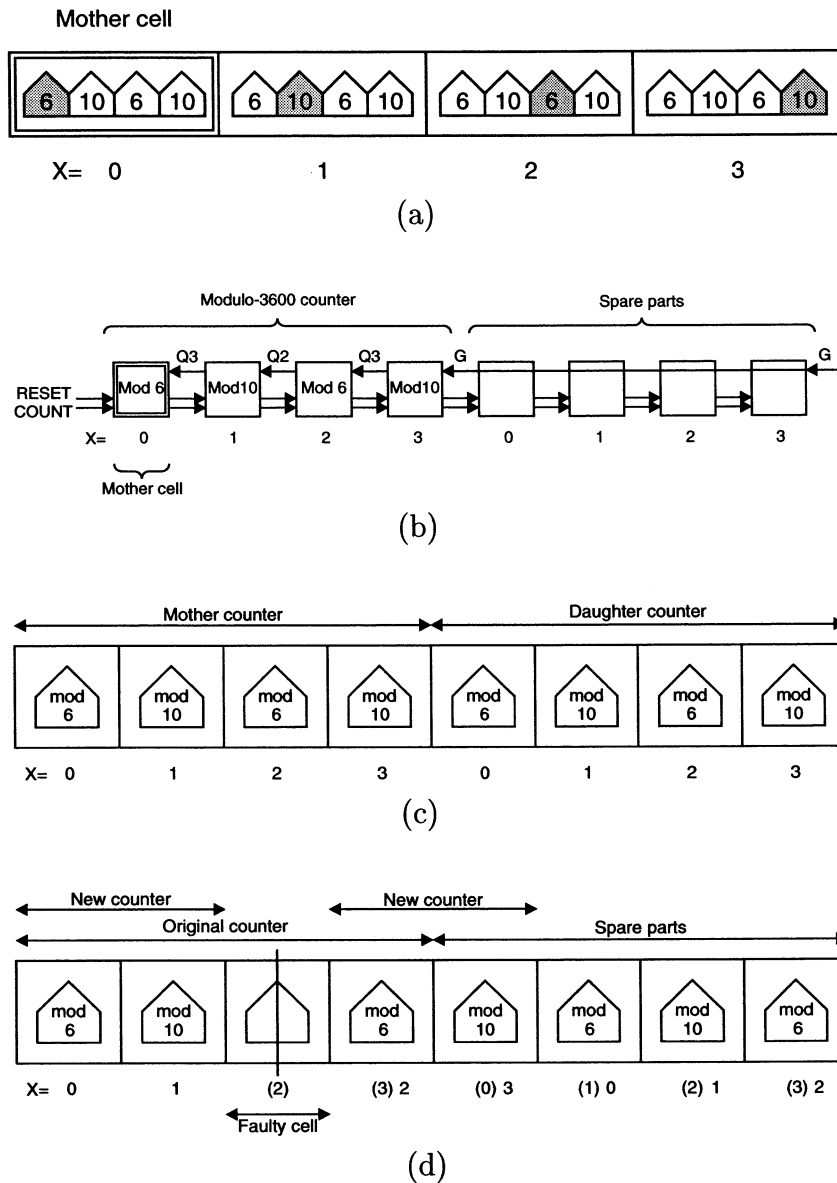 Mother cell
6 10 6 10 6 10 6 10 6 10 6 10 6 10 6 10
X= 0 1 2 3
(a)
Modulo-3600 counter Spare parts
Q3 Q2 Q3 G G
RESET
COUNT
Mod 6 Mod10 Mod 6 Mod10
X= 0 1 2 3 0 1 2 3
Mother cell
(b)
Mother counter Daughter counter
mod mod mod mod mod mod mod mod
6 10 6 10 6 10 6 10
X= 0 1 2 3 0 1 2 3
(c)
New counter New counter
Original counter Spare parts
mod mod mod mod mod mod mod
6 10 6 10 6 10 6
X= 0 1 (2) (3) 2 (0) 3 (1) 0 (2) 1 (3) 2
Faulty cell
(d)